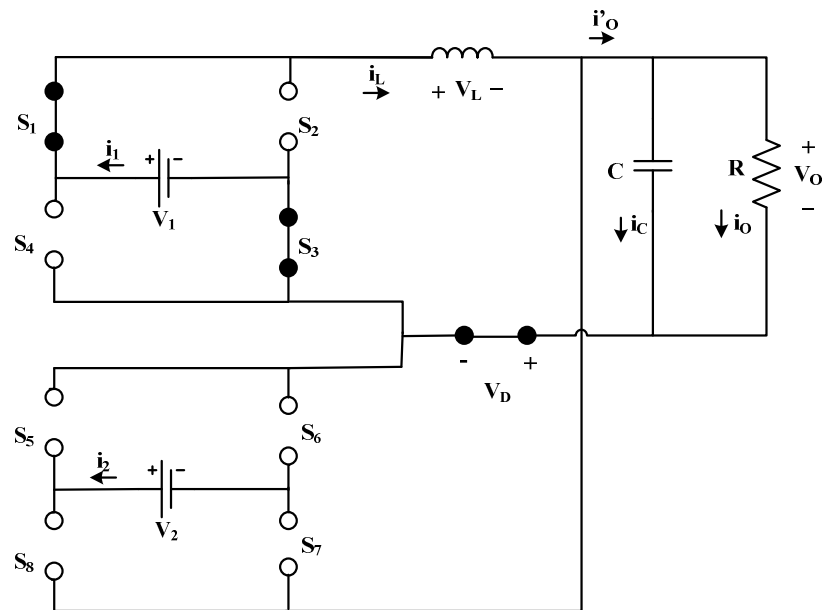 i'O
iL
+ VL −
S1
S2
i1
+ −
V1
S4
S3
C
R
+
VO
−
iC
iO
- +
VD
S5
S6
i2
+ −
V2
S8
S7